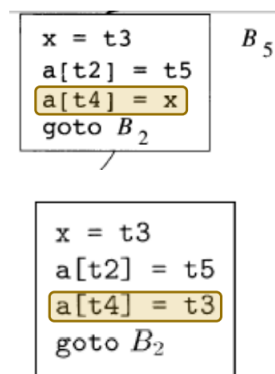 x = t3 B5
a[t2] = t5
a[t4] = x
goto B2
x = t3
a[t2] = t5
a[t4] = t3
goto B2